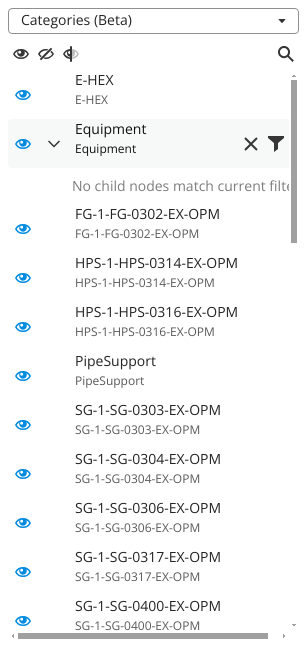 Categories (Beta)
E-HEX
E-HEX
Equipment
Equipment
No child nodes match current filte
FG-1-FG-0302-EX-OPM
FG-1-FG-0302-EX-OPM
HPS-1-HPS-0314-EX-OPM
HPS-1-HPS-0314-EX-OPM
HPS-1-HPS-0316-EX-OPM
HPS-1-HPS-0316-EX-OPM
PipeSupport
PipeSupport
SG-1-SG-0303-EX-OPM
SG-1-SG-0303-EX-OPM
SG-1-SG-0304-EX-OPM
SG-1-SG-0304-EX-OPM
SG-1-SG-0306-EX-OPM
SG-1-SG-0306-EX-OPM
SG-1-SG-0317-EX-OPM
SG-1-SG-0317-EX-OPM
SG-1-SG-0400-EX-OPM
SG-1-SG-0400-EX-OPM